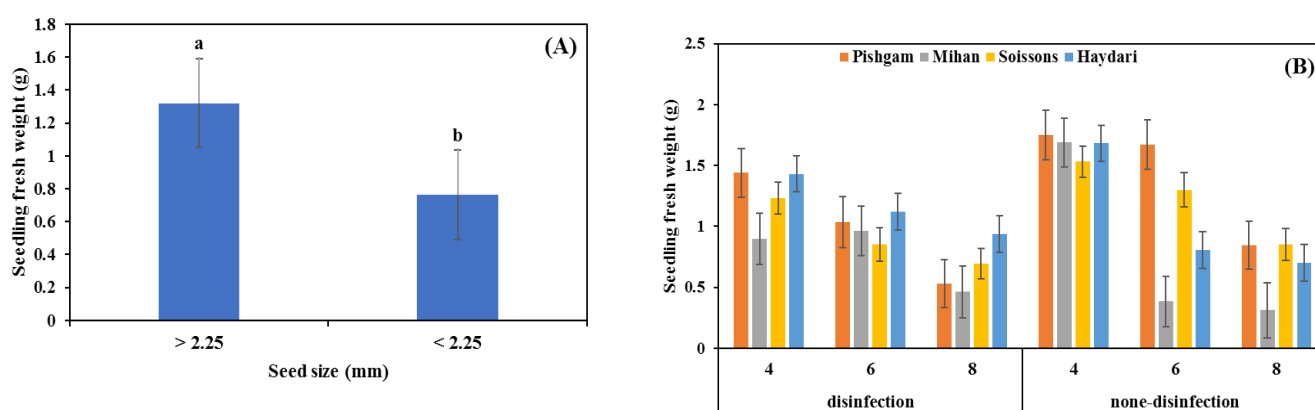 (A)
Seedling fresh weight (g)
1.8
1.6
1.4
1.2
1
0.8
0.6
0.4
0.2
0
a
b
> 2.25
< 2.25
Seed size (mm)
(B)
Pishgam Mihan Soissons Haydari
Seedling fresh weight (g)
2.5
2
1.5
1
0.5
0
4 6 8 4 6 8
disinfection none-disinfection